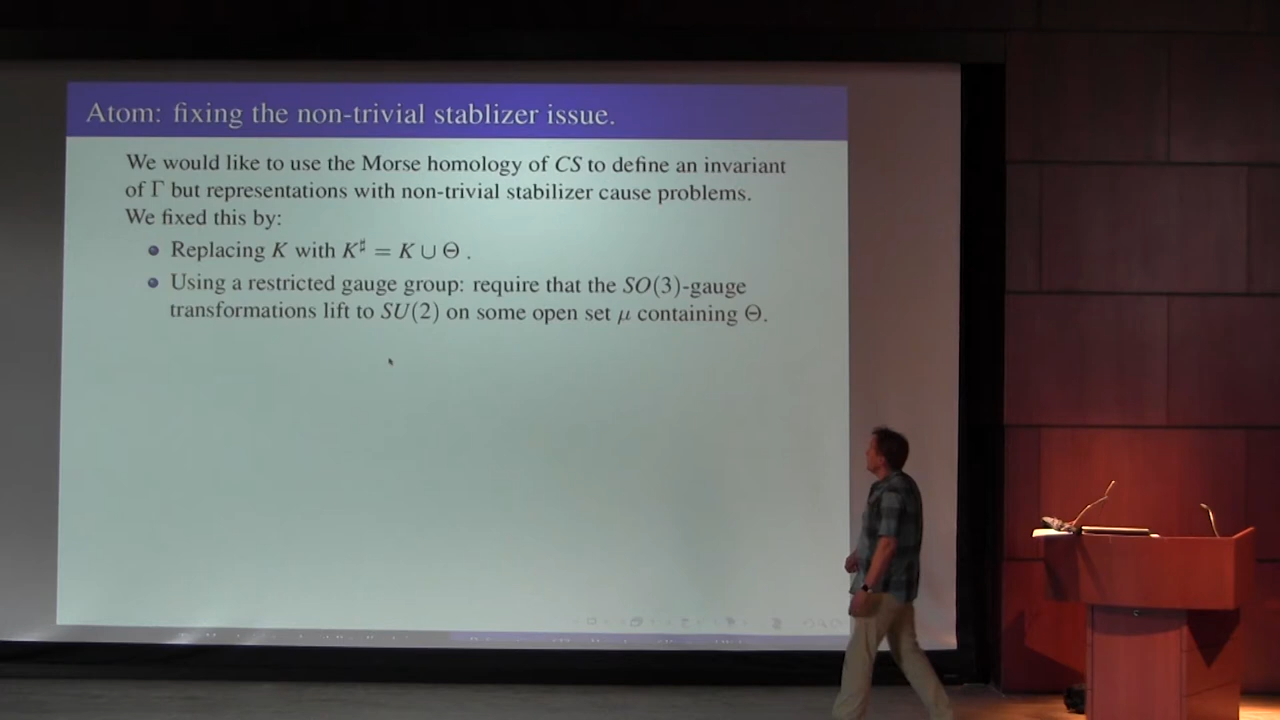 Atom: fixing the non-trivial stablizer issue.
We would like to use the Morse homology of CS to define an invariant
of Γ but representations with non-trivial stabilizer cause problems.
We fixed this by:
Replacing K with K♯ = K ∪ Θ .
Using a restricted gauge group: require that the SO(3)-gauge
transformations lift to SU(2) on some open set μ containing Θ.